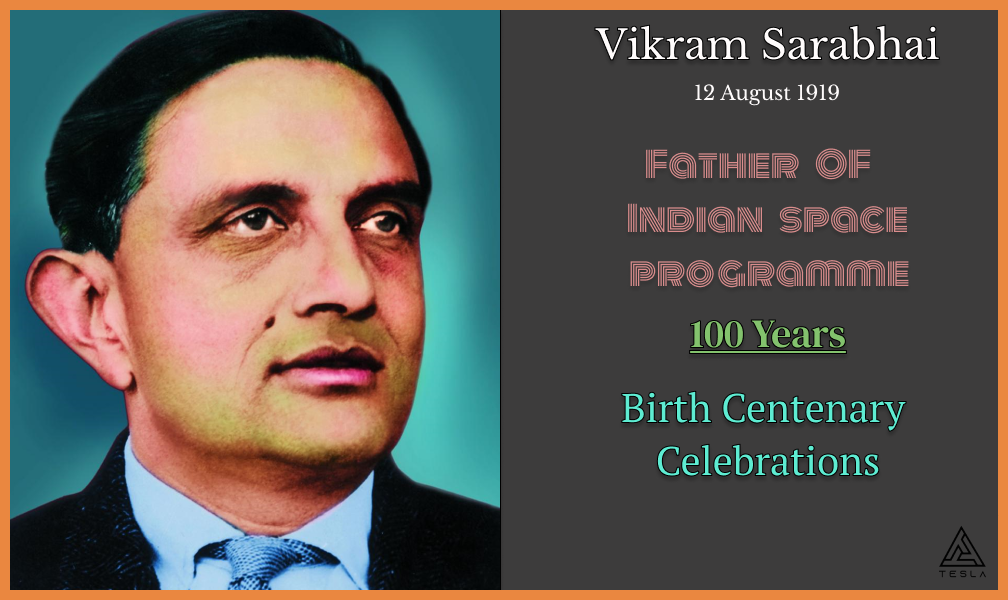 Vikram Sarabhai
12 August 1919
Father OF
Indian space
programme
100 Years
Birth Centenary
Celebrations
TESLA